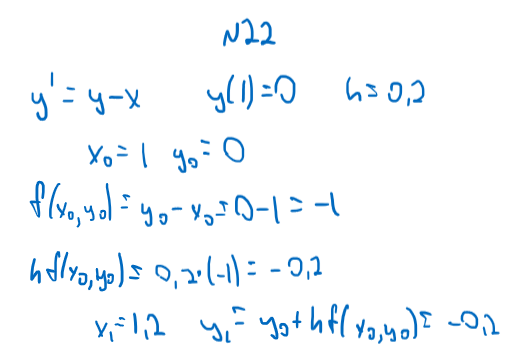 N22
y' = y-x y(1)=0 h=0,2
x₀=1 y₀=0
f(x₀,y₀)=y₀-x₀=0-1=-1
hf(x₀,y₀)=0,2·(-1)=-0,2
x₁=1,2 y₁=y₀+hf(x₀,y₀)=-0,2